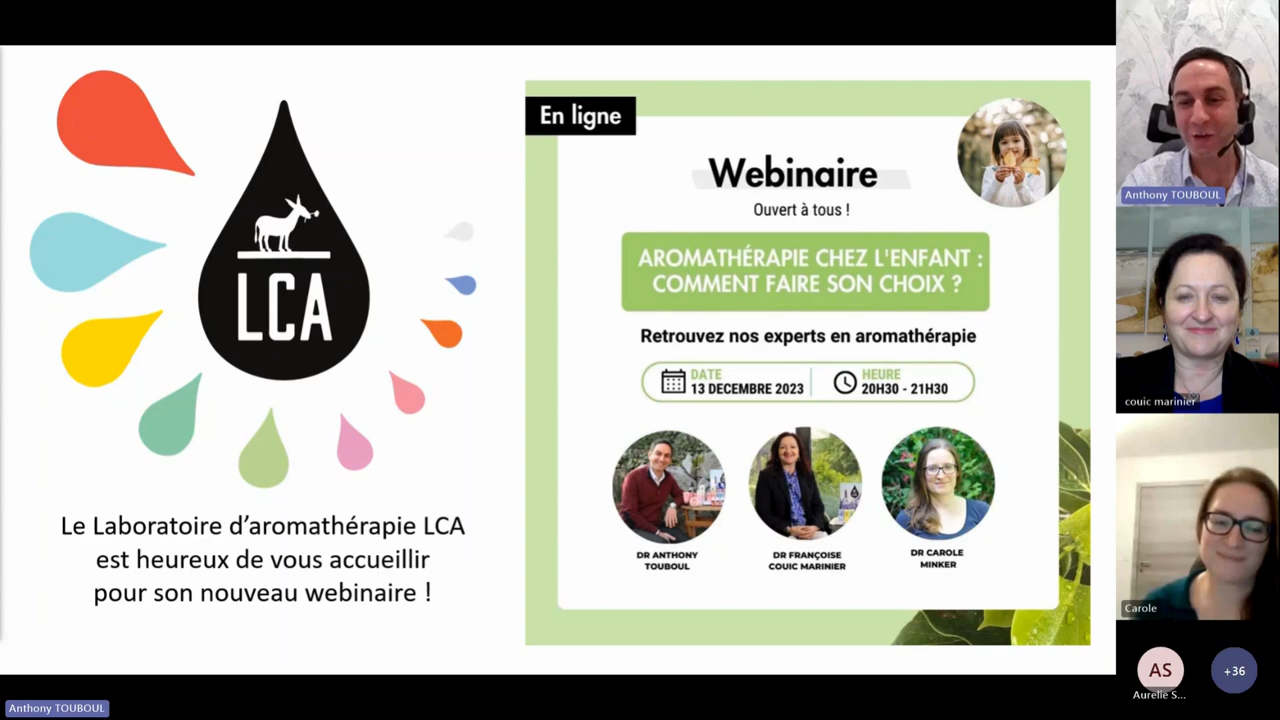 LCA
Le Laboratoire d'aromathérapie LCA
est heureux de vous accueillir
pour son nouveau webinaire !
En ligne
Webinaire
Ouvert à tous !
AROMATHÉRAPIE CHEZ L'ENFANT :
COMMENT FAIRE SON CHOIX ?
Retrouvez nos experts en aromathérapie
DATE
13 DECEMBRE 2023
HEURE
20H30 - 21H30
DR ANTHONY
TOUBOUL
DR FRANÇOISE
COUIC MARINIER
DR CAROLE
MINKER
Anthony TOUBOUL
couic marinier
Carole
AS
Aurelie S...
+36
Anthony TOUBOUL